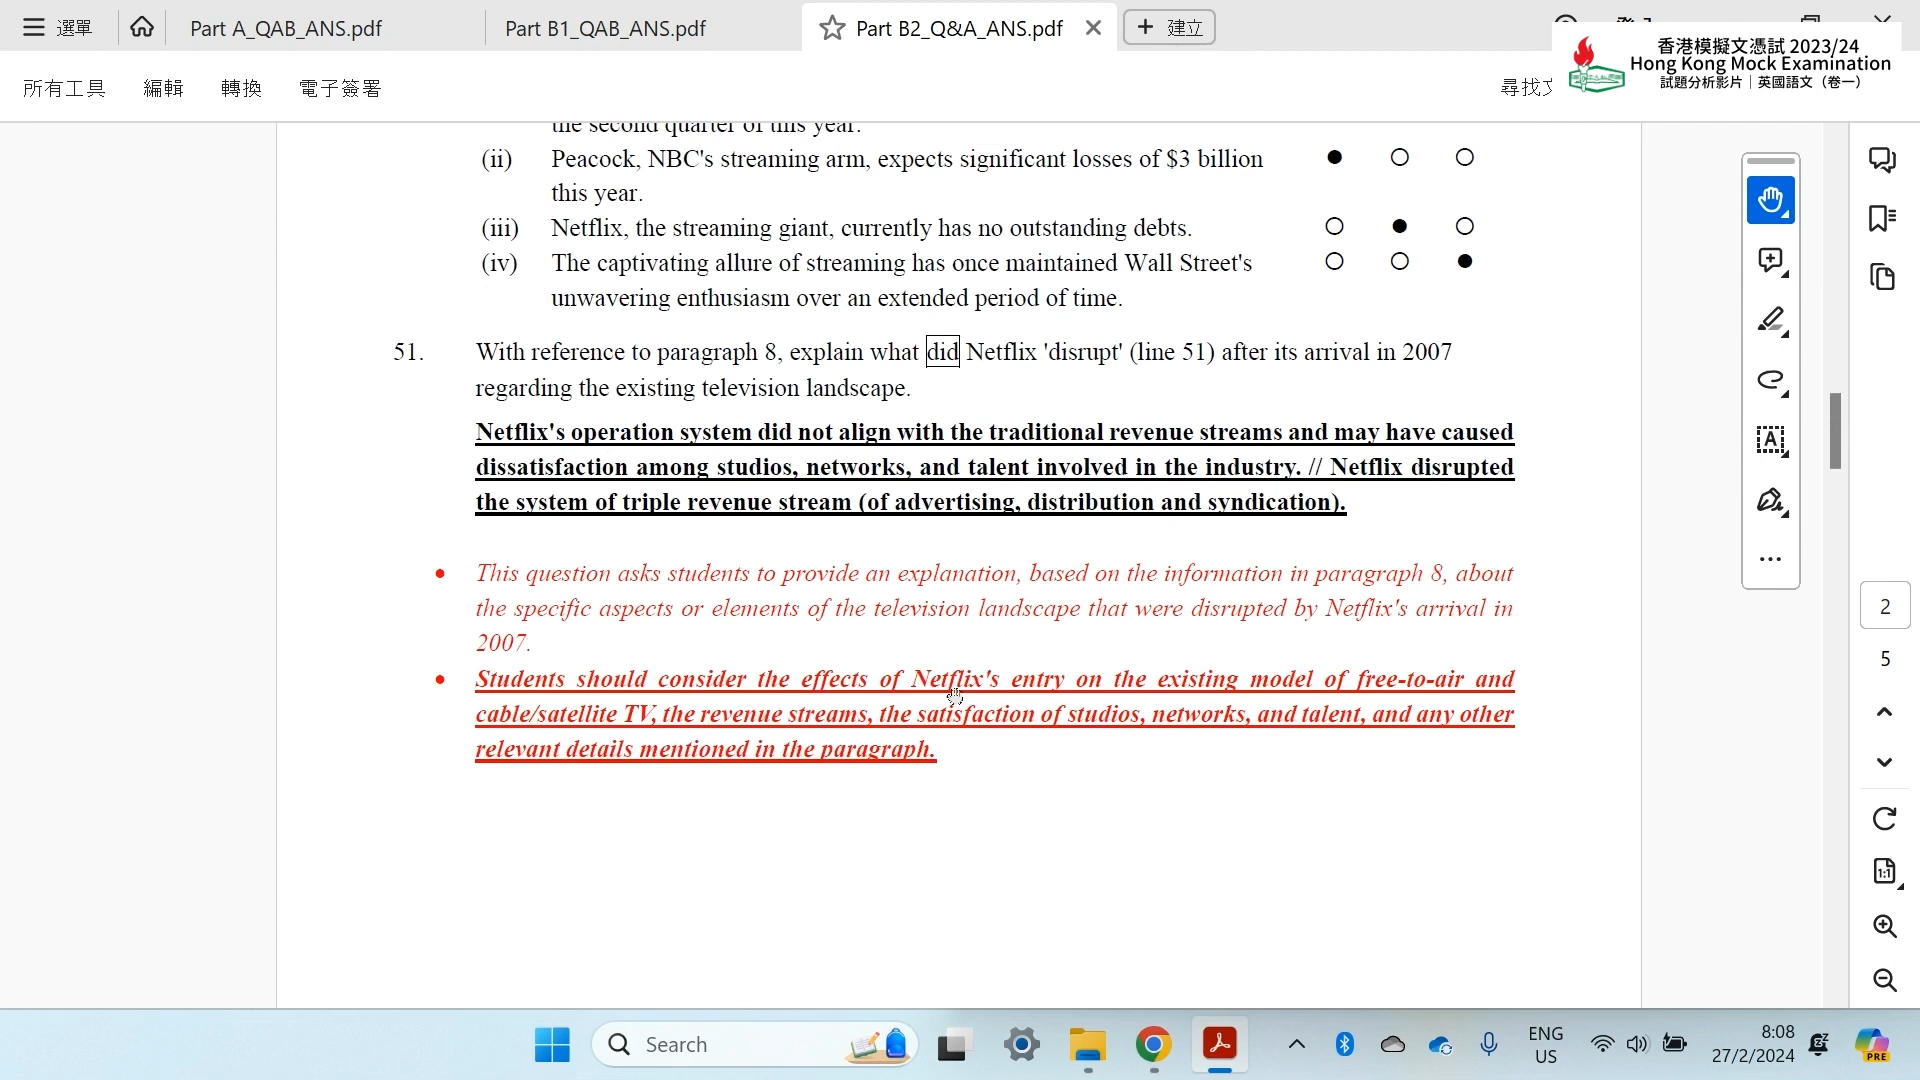 選單
Part A_QAB_ANS.pdf
Part B1_QAB_ANS.pdf
Part B2_Q&A_ANS.pdf
建立
所有工具
編輯
轉換
電子簽署
尋找文
香港模擬文憑試 2023/24
Hong Kong Mock Examination
試題分析影片｜英國語文（卷一）
the second quarter of this year.
(ii) Peacock, NBC's streaming arm, expects significant losses of $3 billion
this year.
(iii) Netflix, the streaming giant, currently has no outstanding debts.
(iv) The captivating allure of streaming has once maintained Wall Street's
unwavering enthusiasm over an extended period of time.
51. With reference to paragraph 8, explain what did Netflix 'disrupt' (line 51) after its arrival in 2007
regarding the existing television landscape.
Netflix's operation system did not align with the traditional revenue streams and may have caused
dissatisfaction among studios, networks, and talent involved in the industry. // Netflix disrupted
the system of triple revenue stream (of advertising, distribution and syndication).
• This question asks students to provide an explanation, based on the information in paragraph 8, about
the specific aspects or elements of the television landscape that were disrupted by Netflix's arrival in
2007.
• Students should consider the effects of Netflix's entry on the existing model of free-to-air and
cable/satellite TV, the revenue streams, the satisfaction of studios, networks, and talent, and any other
relevant details mentioned in the paragraph.
2
5
1:1
Search
ENG
US
8:08
27/2/2024
PRE